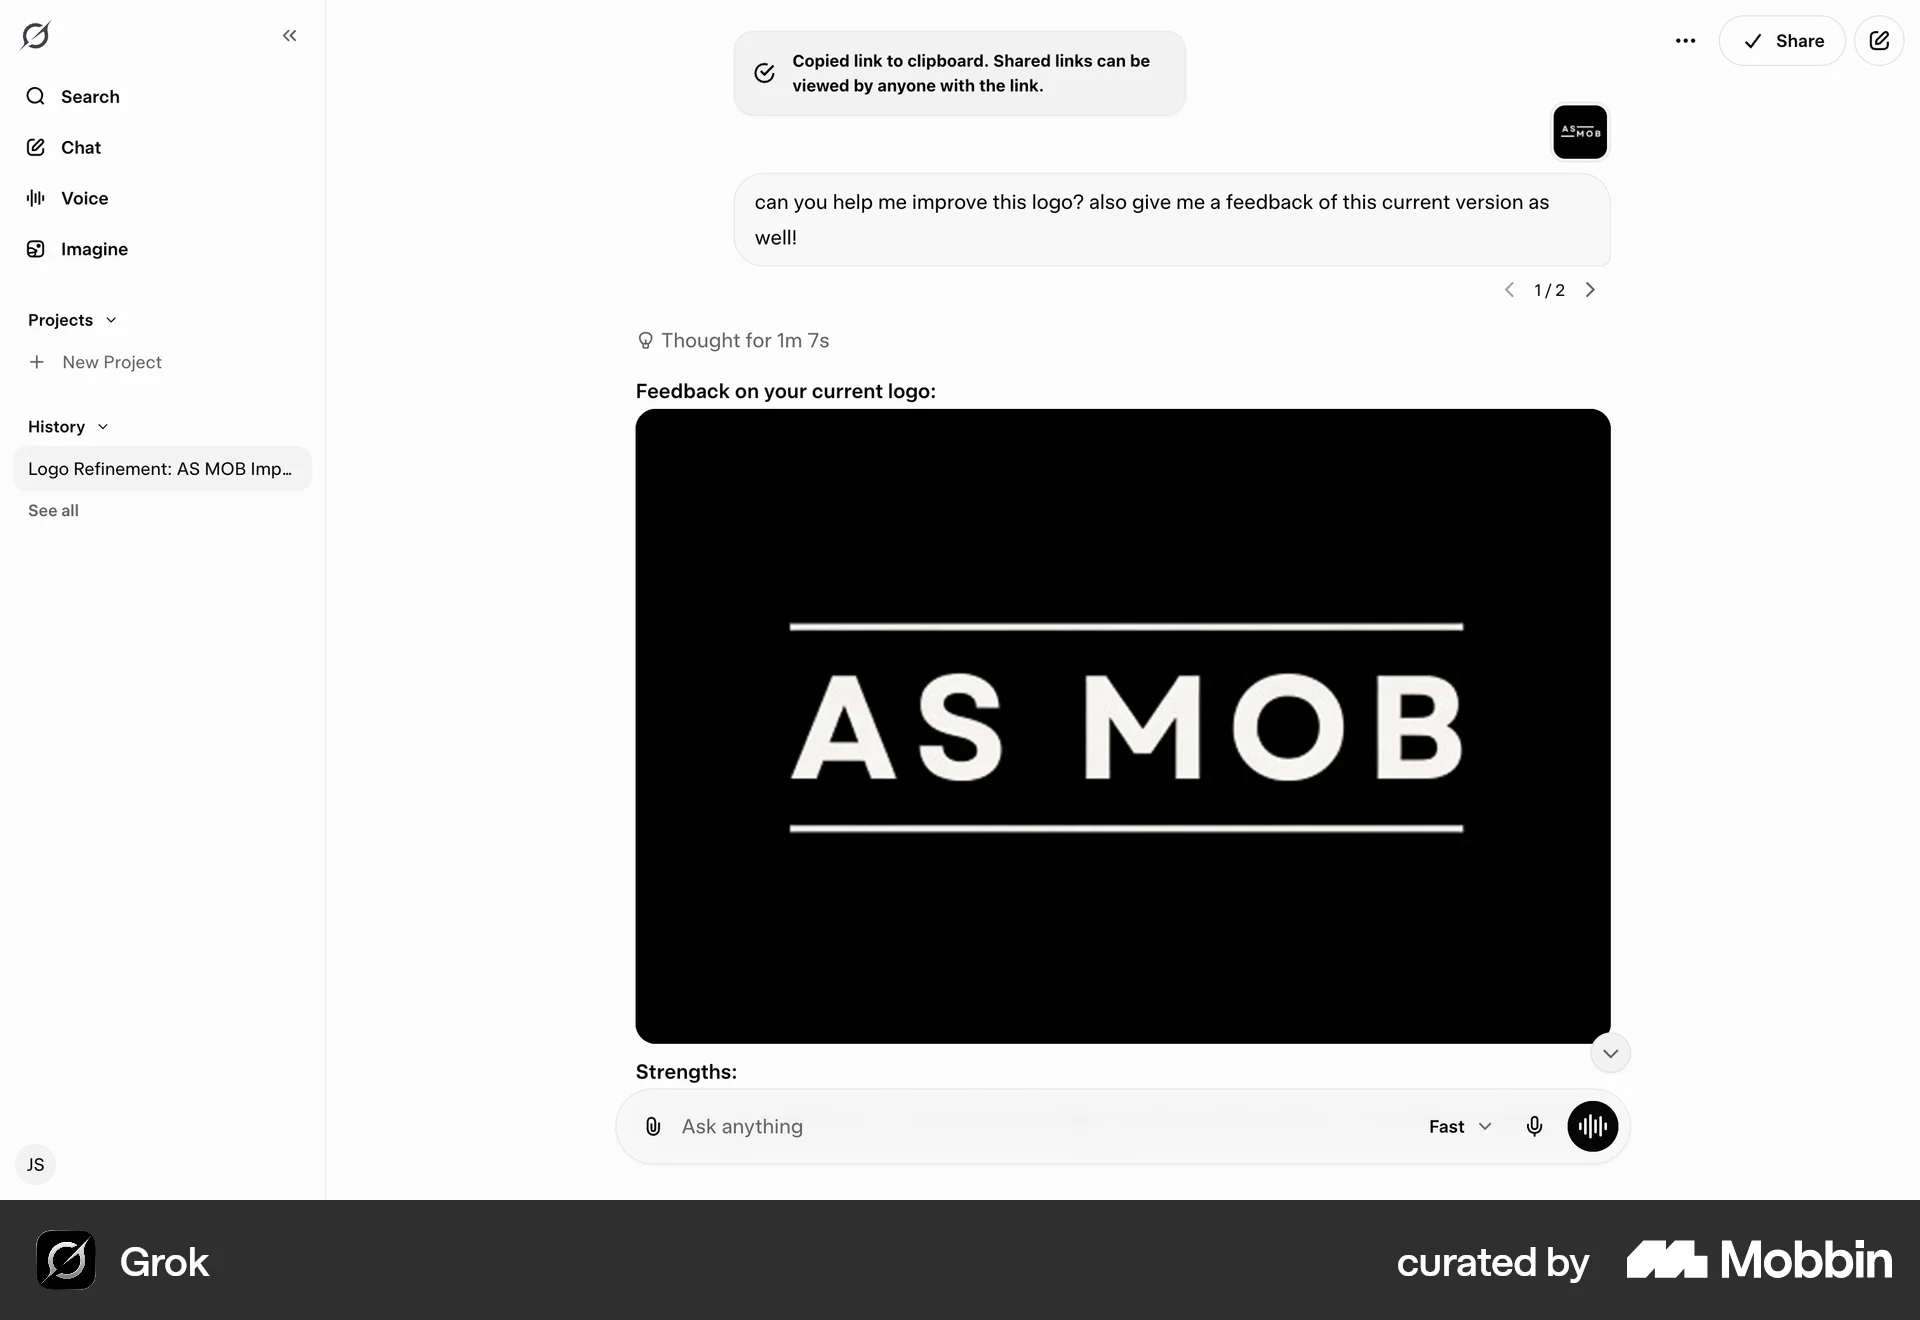 Search
Chat
Voice
Imagine
Projects
New Project
History
Logo Refinement: AS MOB Imp...
See all
JS
Copied link to clipboard. Shared links can be
viewed by anyone with the link.
Share
AS MOB
can you help me improve this logo? also give me a feedback of this current version as
well!
1 / 2
Thought for 1m 7s
Feedback on your current logo:
AS MOB
Strengths:
Ask anything
Fast
Grok
curated by Mobbin